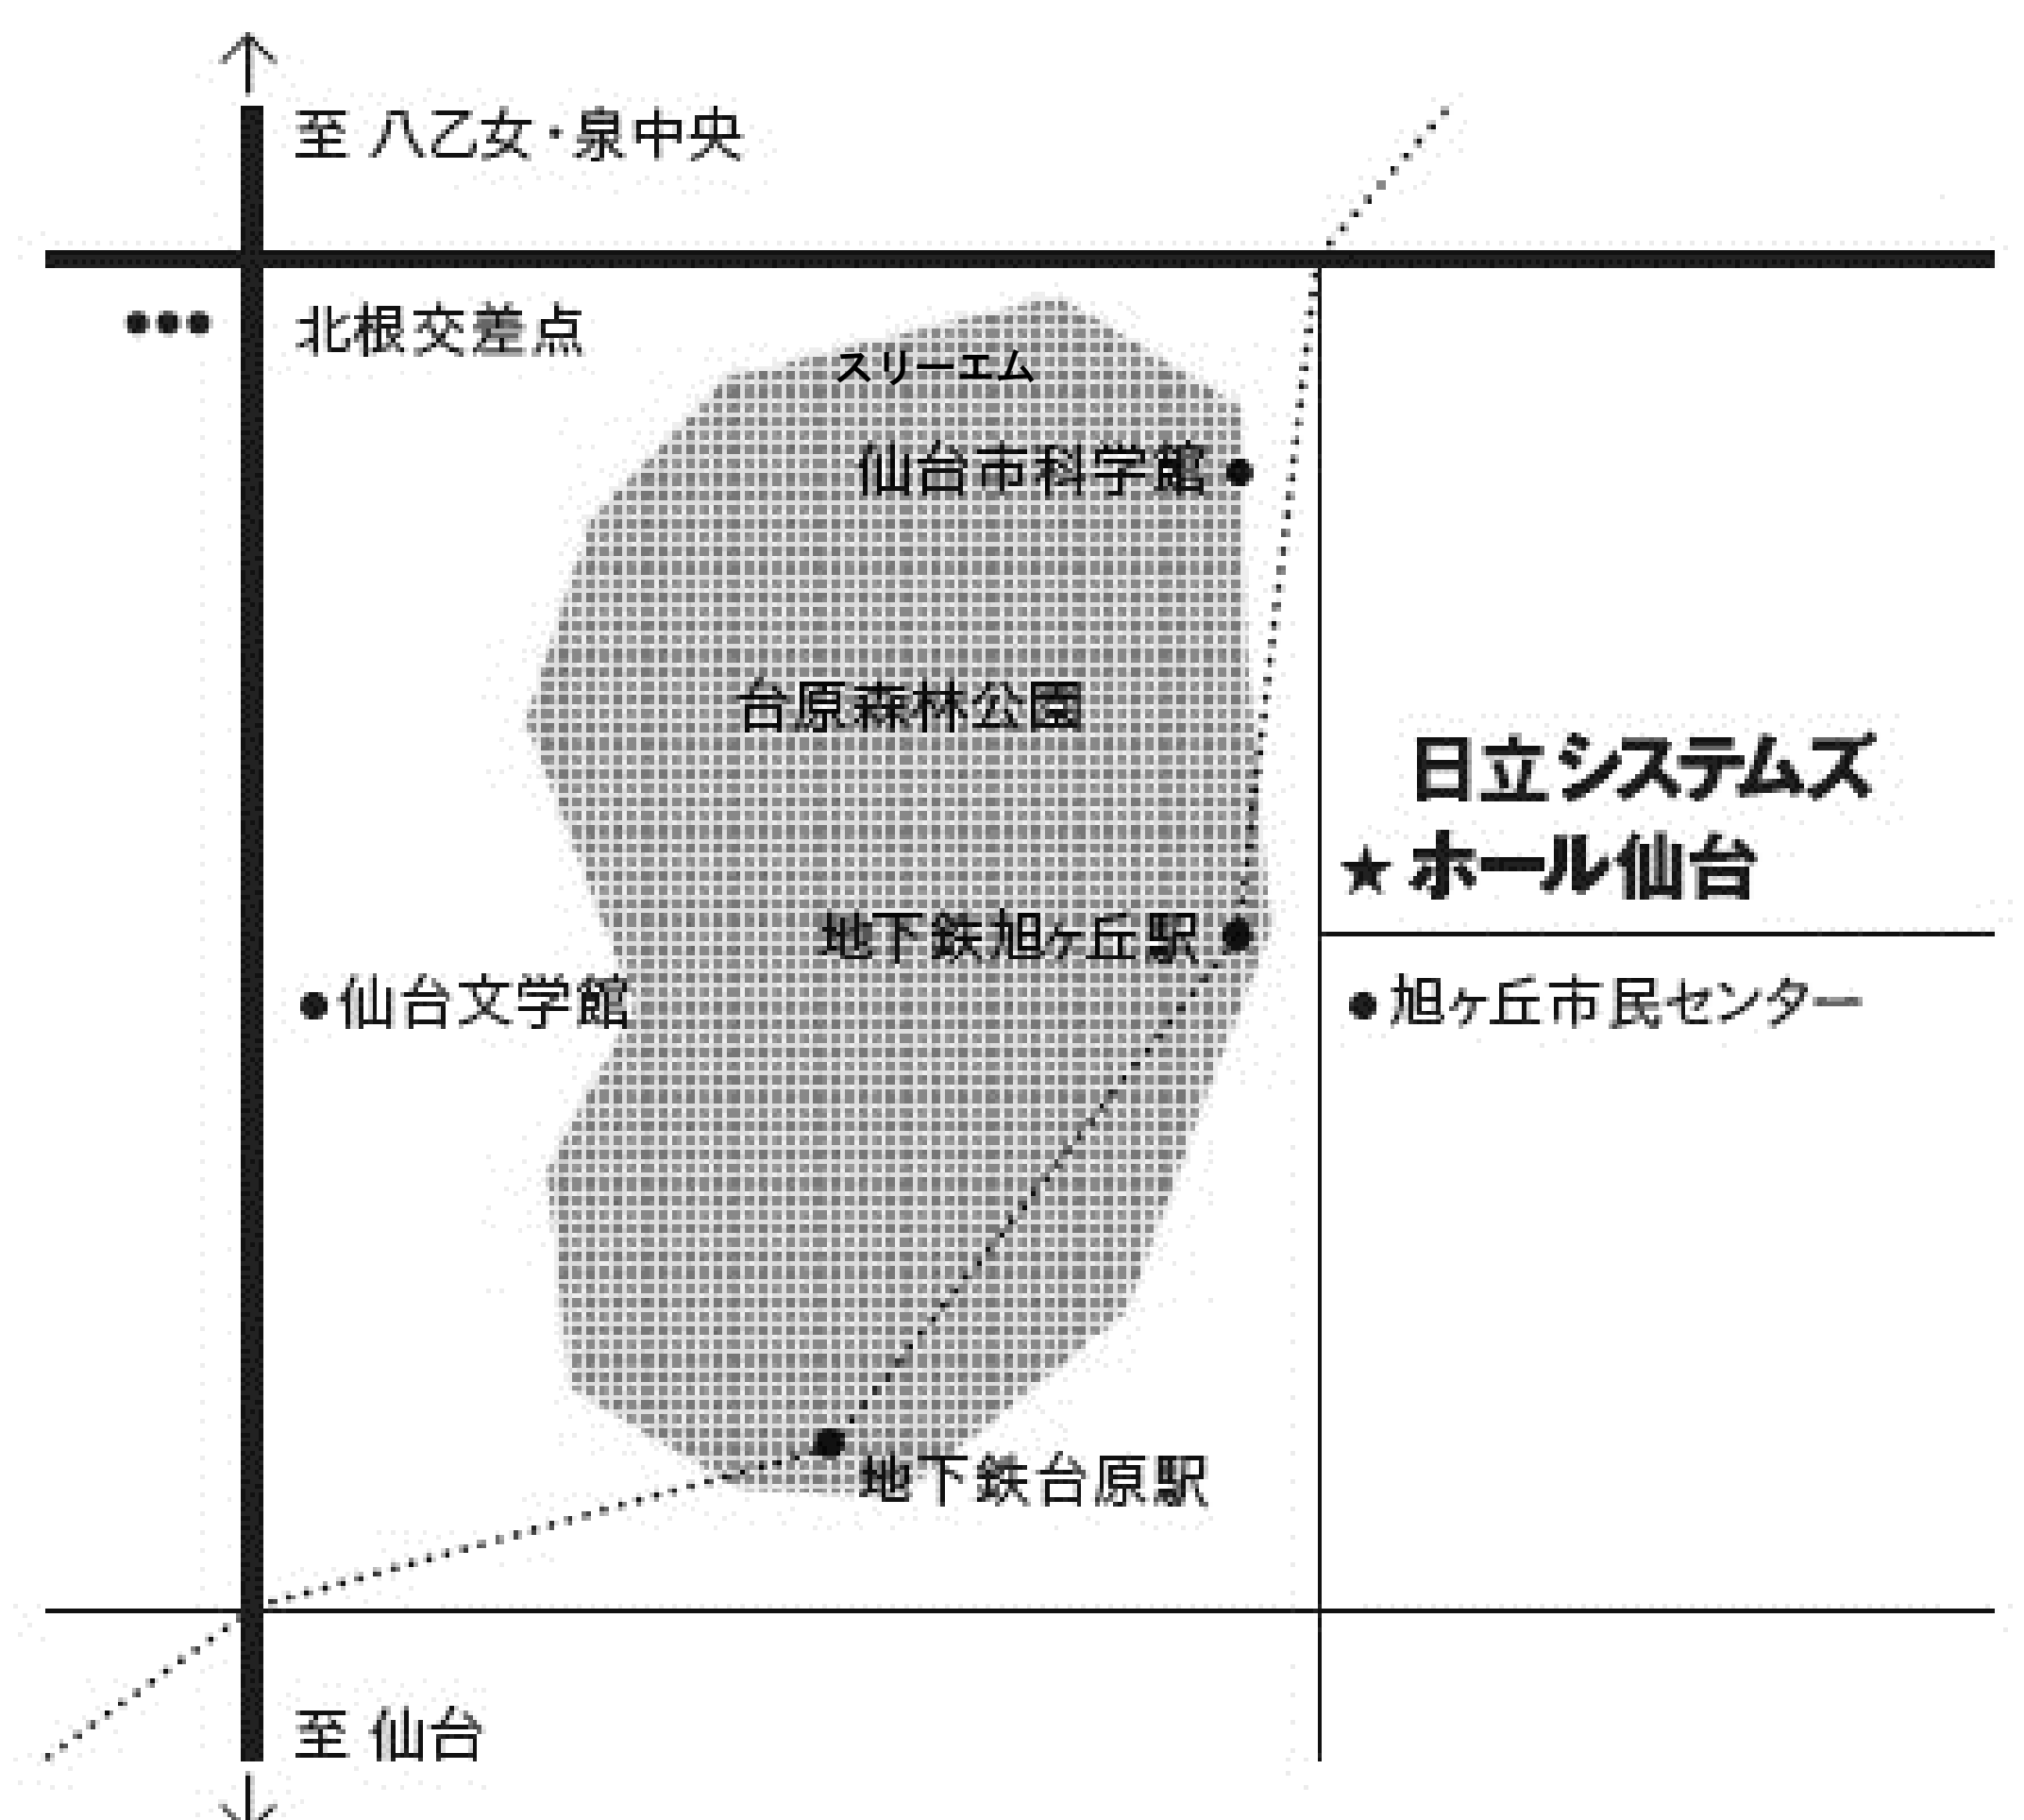 至 八乙女・泉中央
北根交差点
スリーエム
仙台市科学館
台原森林公園
日立システムズ
★ ホール仙台
地下鉄旭ヶ丘駅
仙台文学館
旭ヶ丘市民センター
地下鉄台原駅
至 仙台